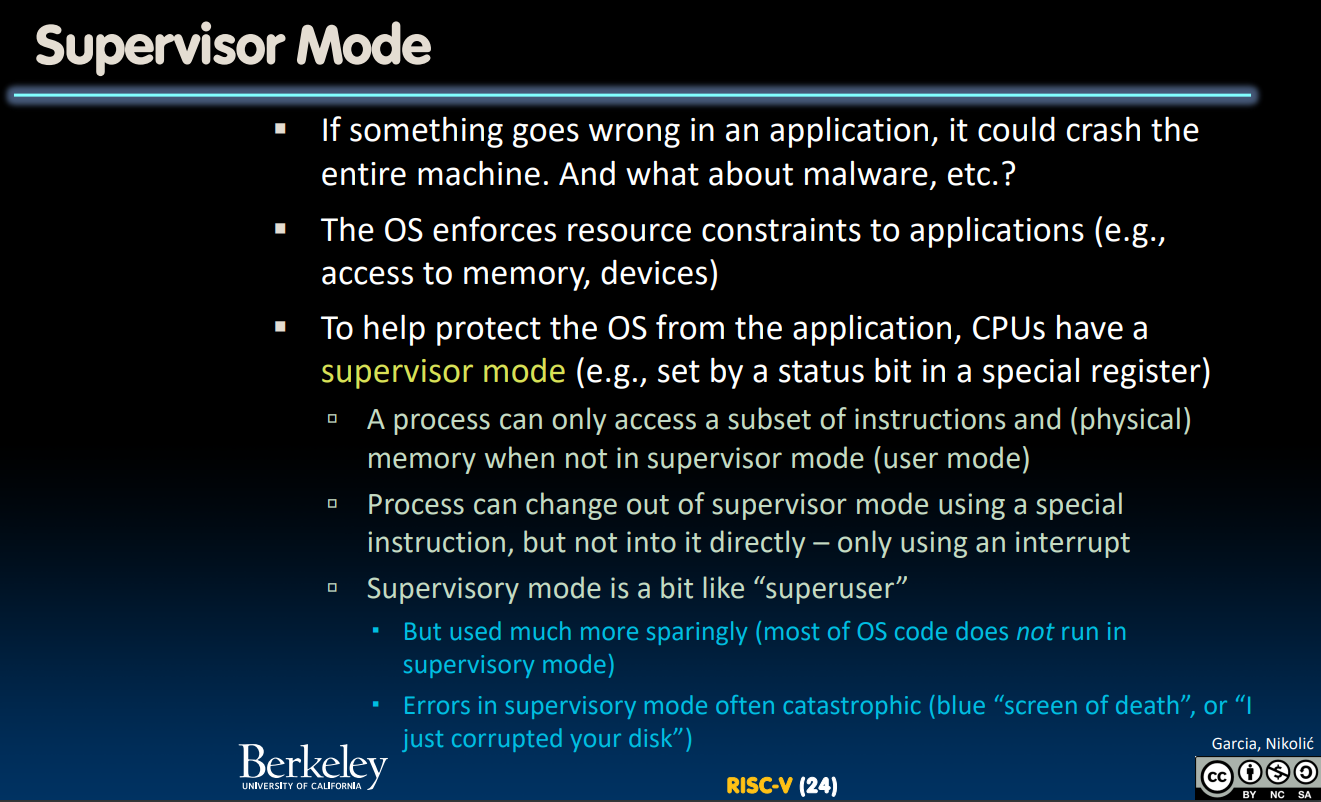 Supervisor Mode
▪ If something goes wrong in an application, it could crash the
entire machine. And what about malware, etc.?
▪ The OS enforces resource constraints to applications (e.g.,
access to memory, devices)
▪ To help protect the OS from the application, CPUs have a
supervisor mode (e.g., set by a status bit in a special register)
▫ A process can only access a subset of instructions and (physical)
memory when not in supervisor mode (user mode)
▫ Process can change out of supervisor mode using a special
instruction, but not into it directly – only using an interrupt
▫ Supervisory mode is a bit like “superuser”
▪ But used much more sparingly (most of OS code does not run in
supervisory mode)
▪ Errors in supervisory mode often catastrophic (blue “screen of death”, or “I
just corrupted your disk”)
Berkeley
UNIVERSITY OF CALIFORNIA
RISC-V (24)
Garcia, Nikolić
cc
BY NC SA